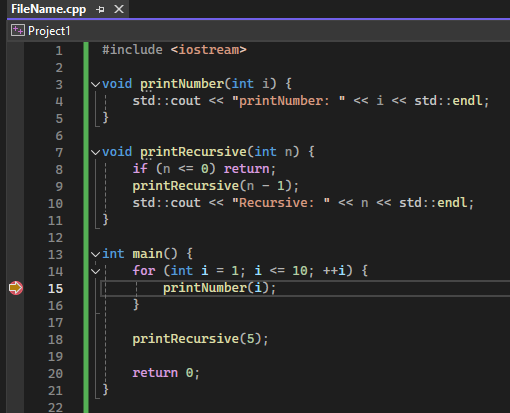 FileName.cpp
Project1
1 #include <iostream>
2
3 void printNumber(int i) {
4 std::cout << "printNumber: " << i << std::endl;
5 }
6
7 void printRecursive(int n) {
8 if (n <= 0) return;
9 printRecursive(n - 1);
10 std::cout << "Recursive: " << n << std::endl;
11 }
12
13 int main() {
14 for (int i = 1; i <= 10; ++i) {
15 printNumber(i);
16 }
17
18 printRecursive(5);
19
20 return 0;
21 }
22